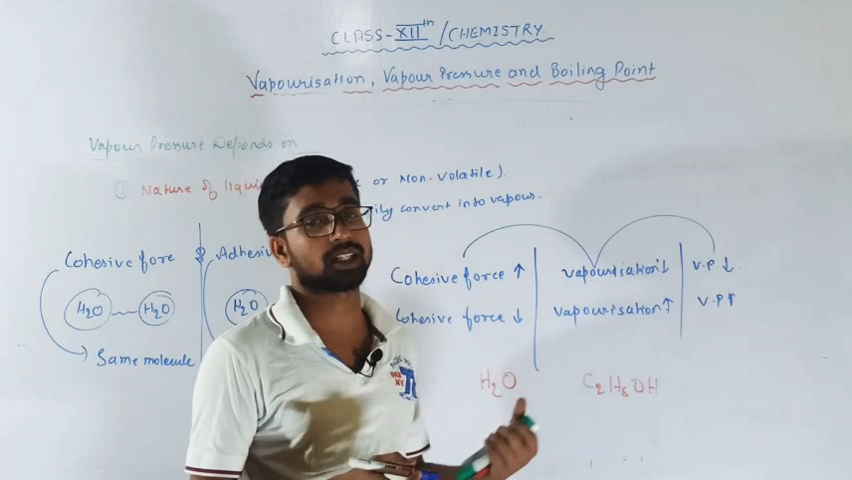 CLASS-XIIth/CHEMISTRY.
Vapourisation, Vapour Pressure and Boiling Point
Vapour Pressure Depends on
① Nature of liqui or Non-volatile).
ily convert into vapour.
Cohesive fore & Adhesi
H₂O H₂O H₂O
Same molecule
Cohesive force ↑ vapourisation ↓ V.P ↓.
Cohesive force ↓ vapourisation ↑ V.P ↑
H₂O C₂H₅OH